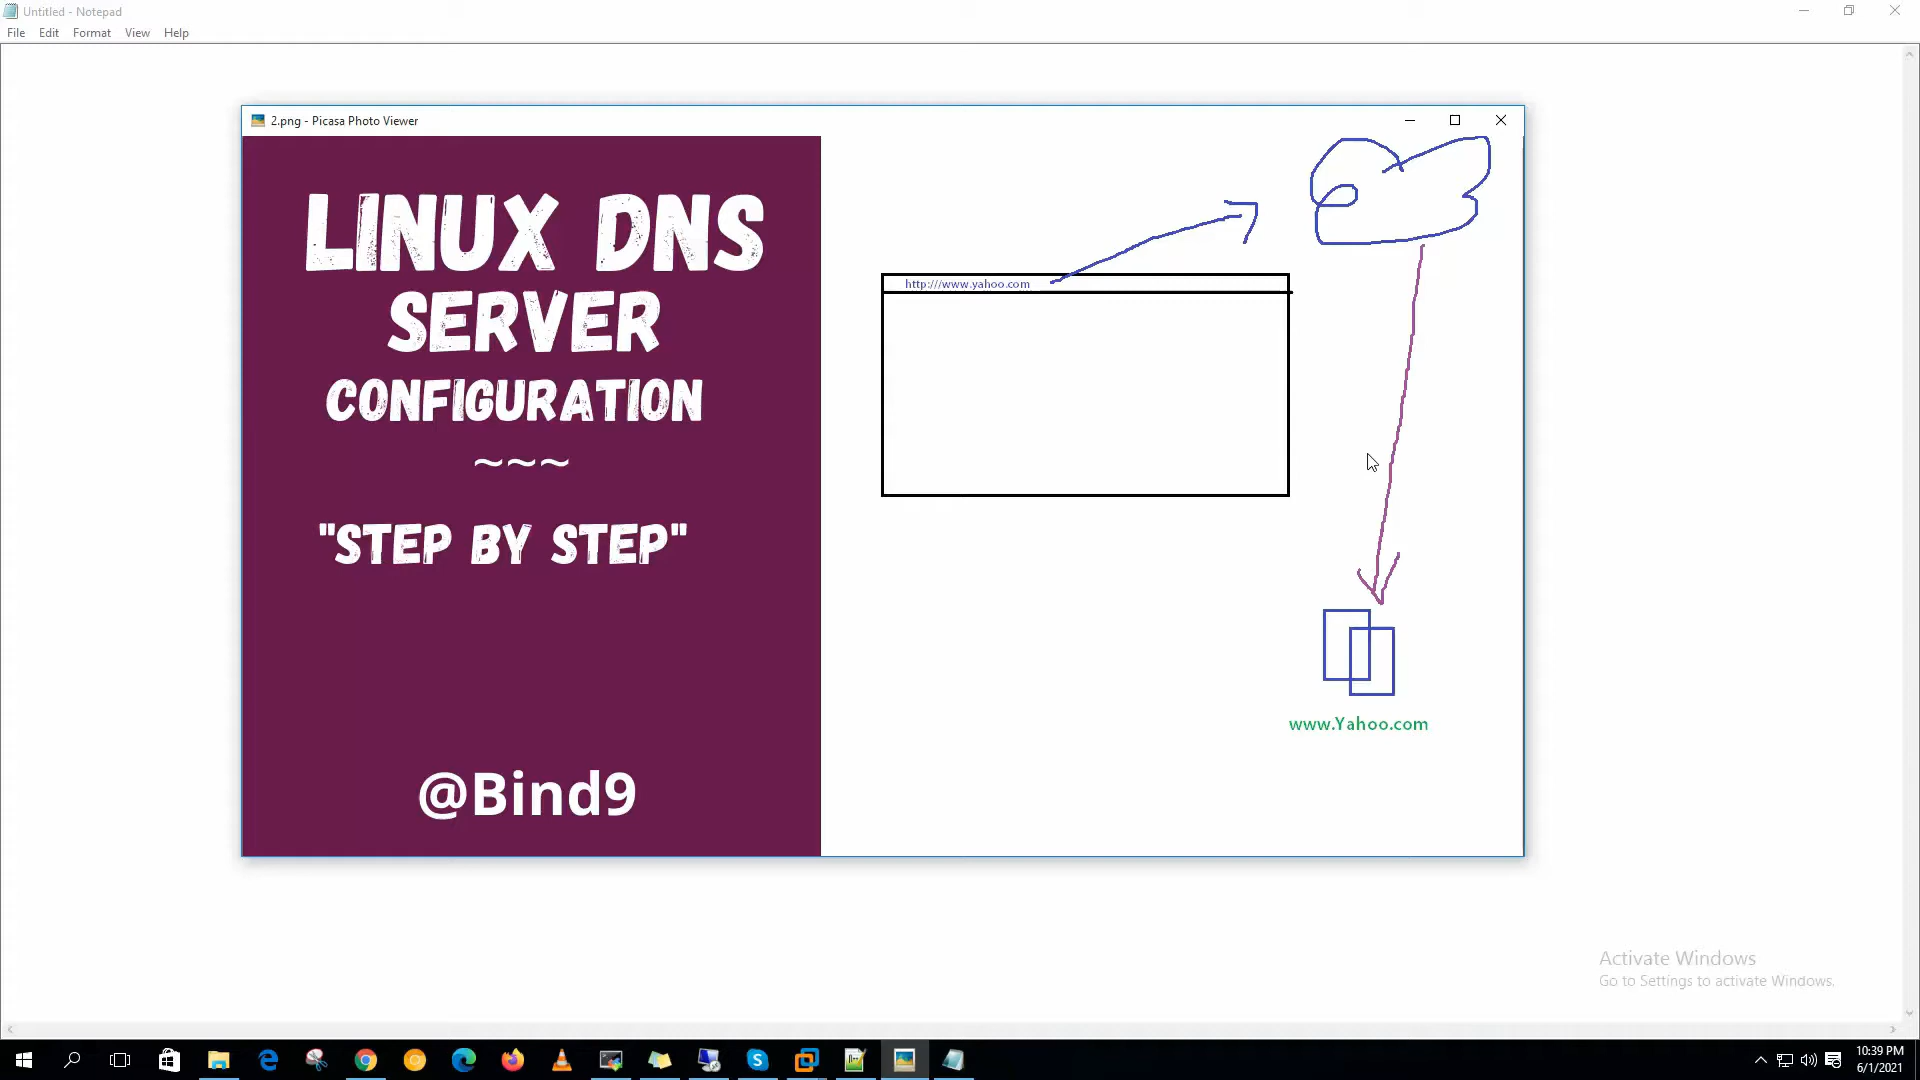 Untitled - Notepad
File Edit Format View Help
2.png - Picasa Photo Viewer
LINUX DNS
SERVER
CONFIGURATION
~~~
"STEP BY STEP"
@Bind9
http://www.yahoo.com
www.Yahoo.com
Activate Windows
Go to Settings to activate Windows.
10:39 PM
6/1/2021